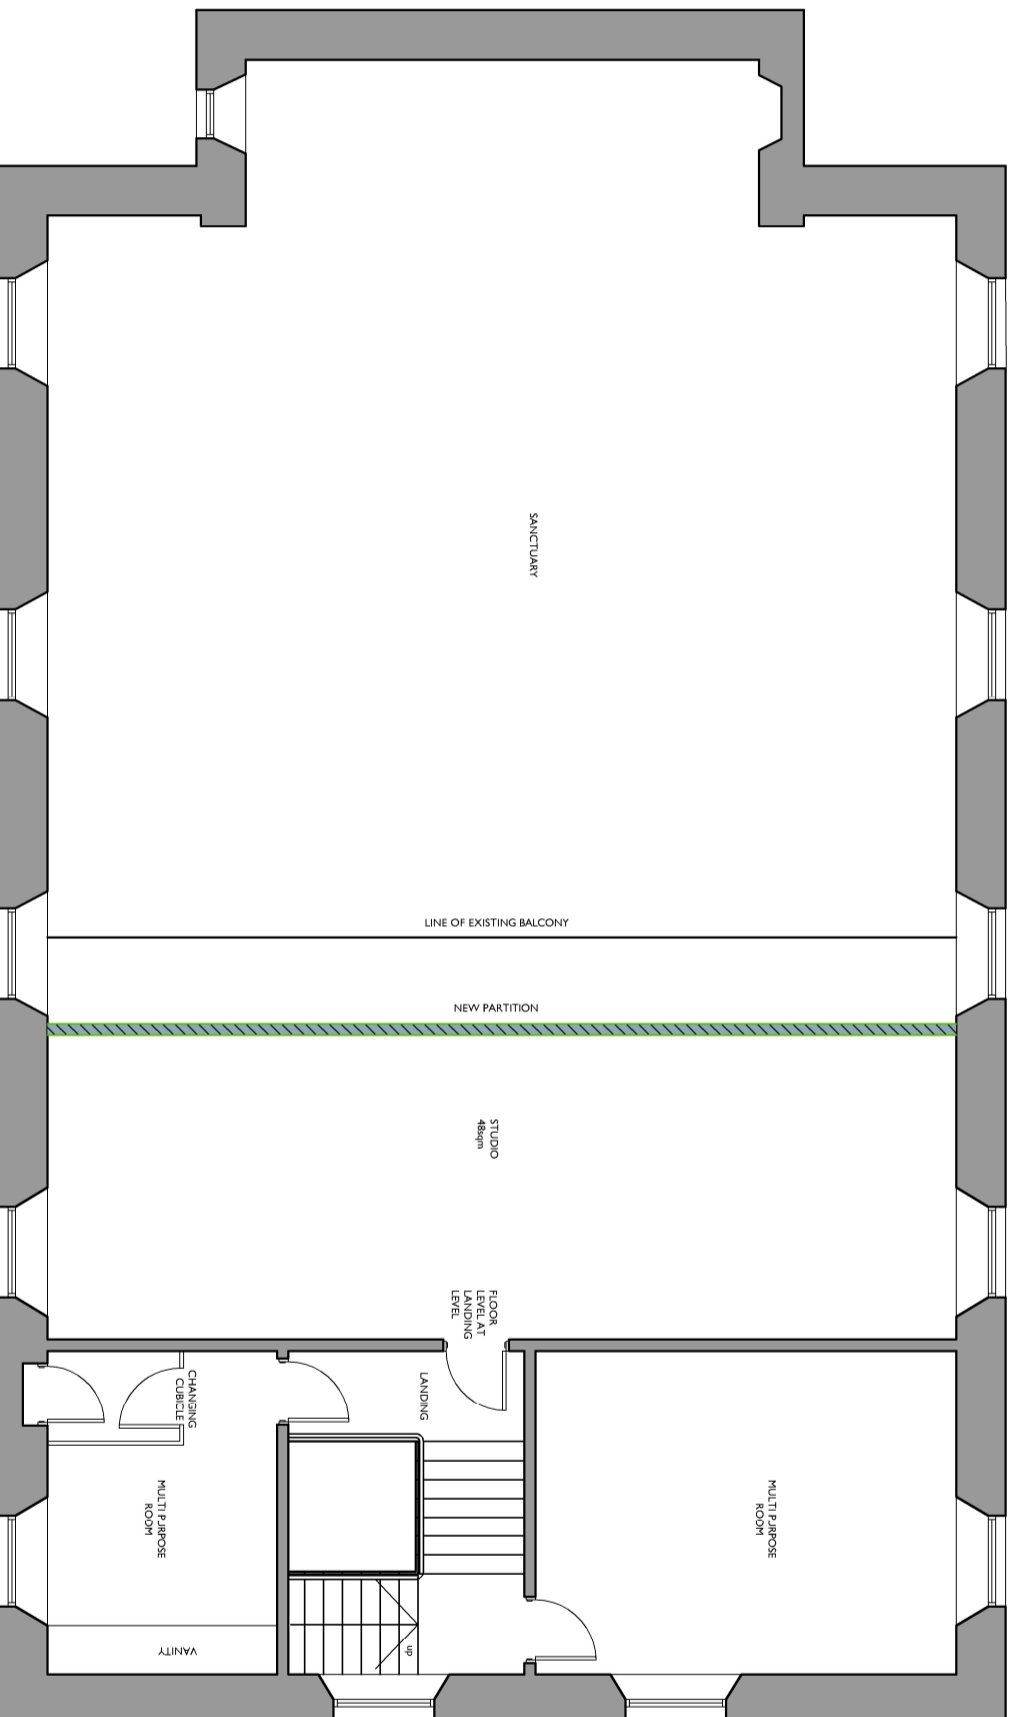 SANCTUARY
LINE OF EXISTING BALCONY
NEW PARTITION
STUDIO
48sqm
FLOOR
LEVEL AT
LANDING
LEVEL
CHANGING
CUBICLE
LANDING
MULTI PURPOSE
ROOM
MULTI PURPOSE
ROOM
VANITY
up